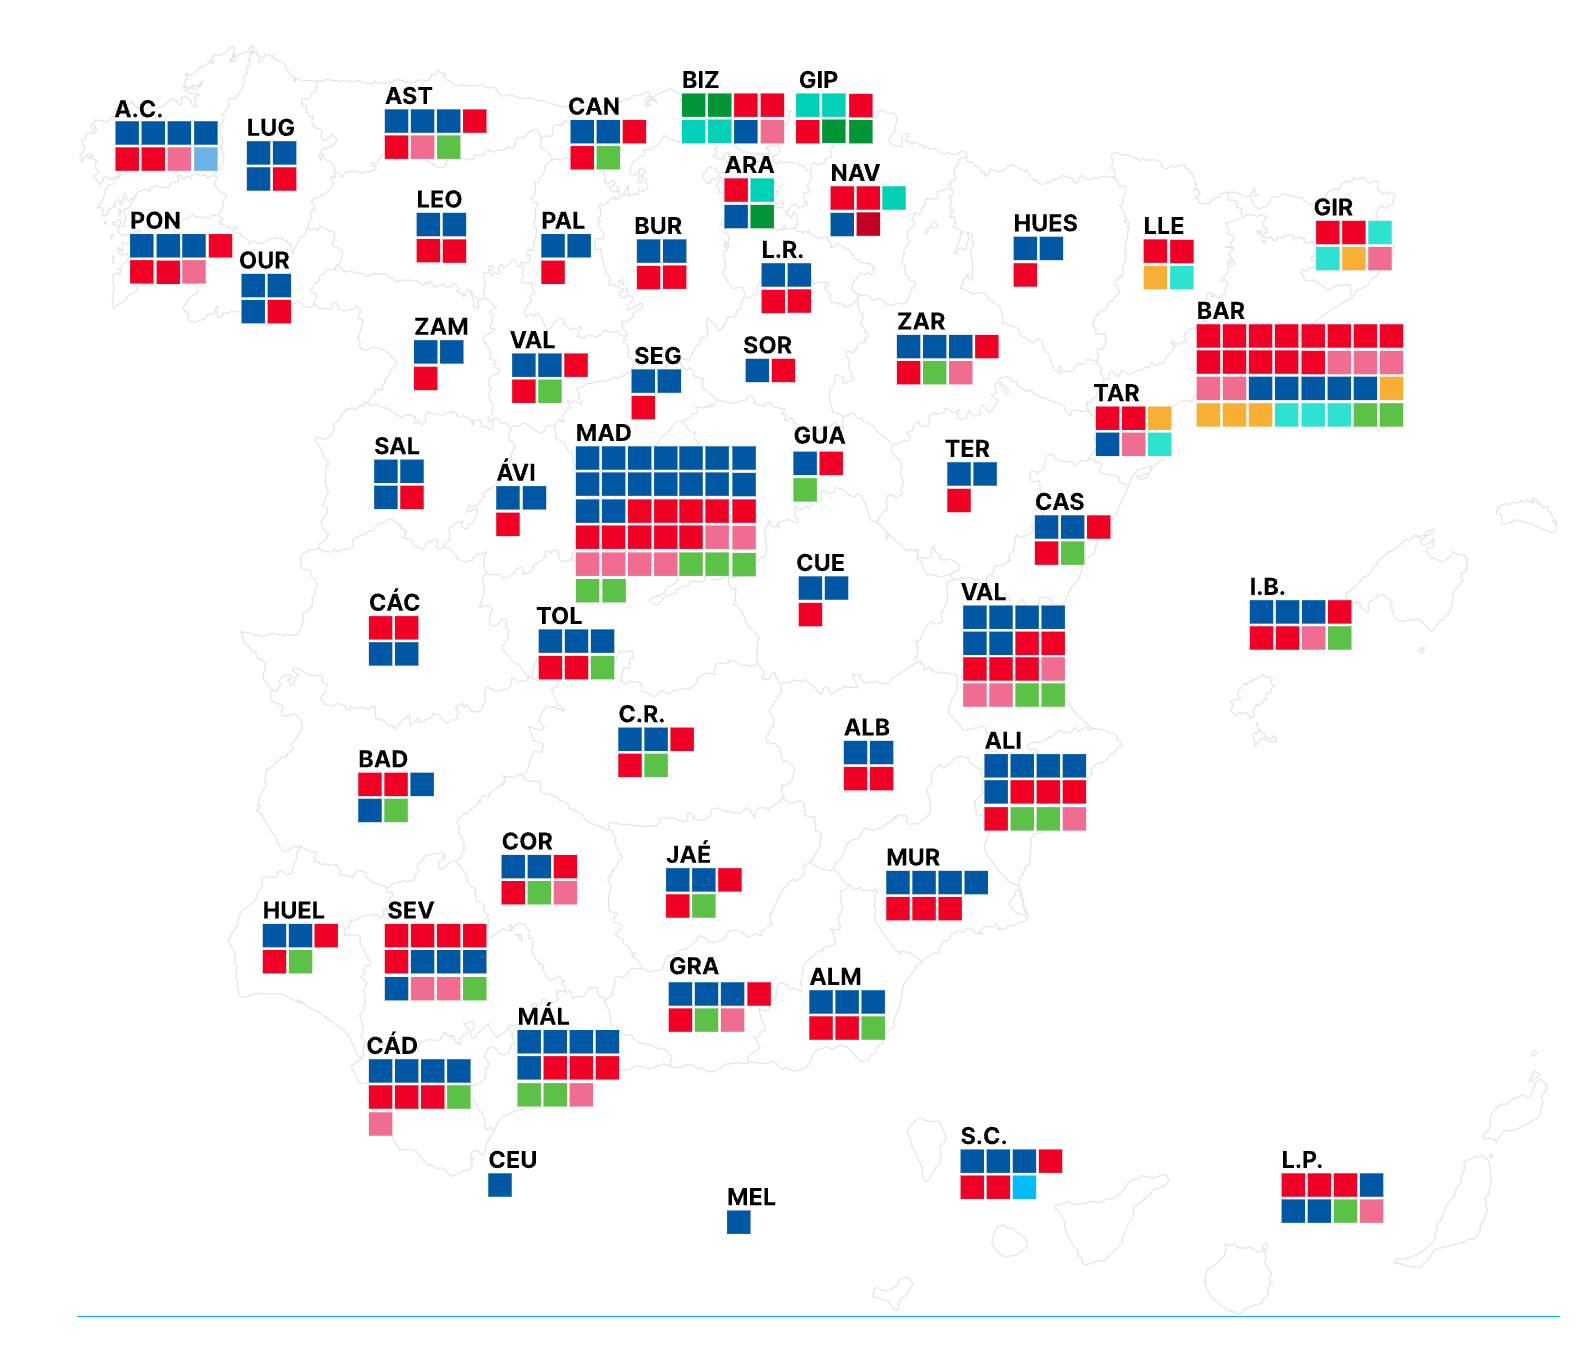 BIZ
GIP
AST
A.C.
CAN
LUG
ARA
NAV
LEO
GIR
PON
PAL
BUR
HUES
LLE
L.R.
OUR
BAR
ZAR
ZAM
VAL
SOR
SEG
TAR
MAD
GUA
SAL
TER
ÁVI
CAS
CUE
I.B.
VAL
CÁC
TOL
C.R.
ALB
ALI
BAD
COR
JAÉ
MUR
HUEL
SEV
GRA
ALM
MÁL
CÁD
S.C.
CEU
L.P.
MEL